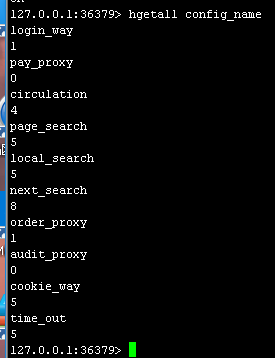 127.0.0.1:36379> hgetall config_name
login_way
1
pay_proxy
0
circulation
4
page_search
5
local_search
5
next_search
8
order_proxy
1
audit_proxy
0
cookie_way
5
time_out
5
127.0.0.1:36379>